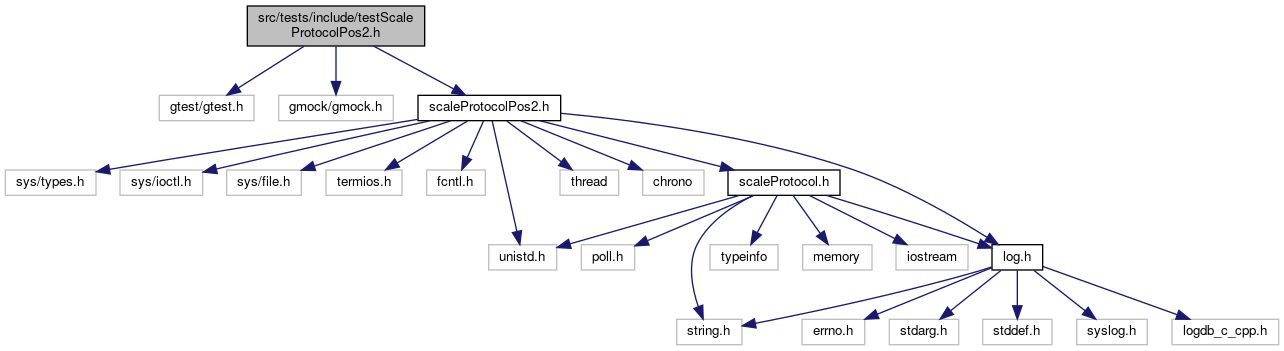 src/tests/include/testScale
ProtocolPos2.h
gtest/gtest.h
gmock/gmock.h
scaleProtocolPos2.h
sys/types.h
sys/ioctl.h
sys/file.h
termios.h
fcntl.h
thread
chrono
scaleProtocol.h
unistd.h
poll.h
typeinfo
memory
iostream
log.h
string.h
errno.h
stdarg.h
stddef.h
syslog.h
logdb_c_cpp.h